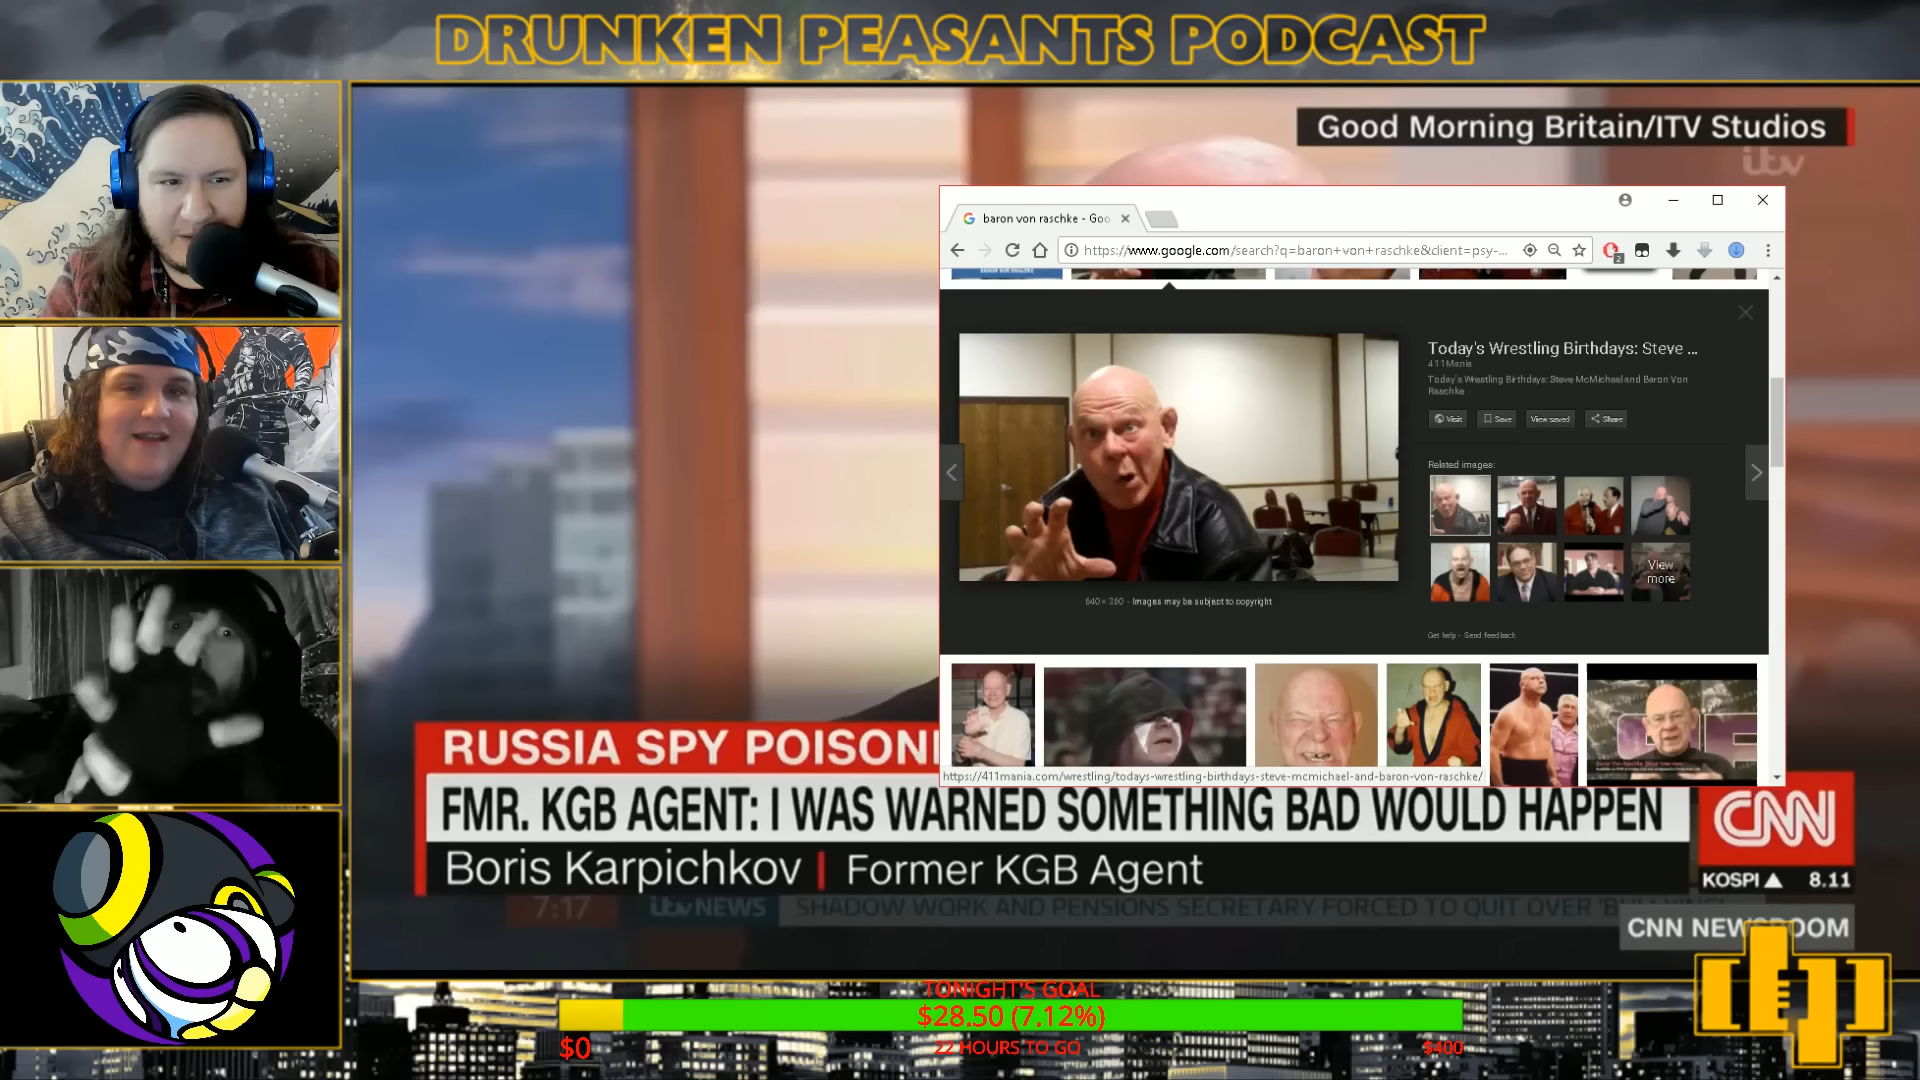 DRUNKEN PEASANTS PODCAST
Good Morning Britain/ITV Studios
itv
baron von raschke - Goo
https://www.google.com/search?q=baron+von+raschke&client=psy-...
2
Today's Wrestling Birthdays: Steve ...
411Mania
Today's Wrestling Birthdays: Steve McMichael and Baron Von
Raschke
Visit
Save
View saved
Share
Related images:
View
more
640 × 360 - Images may be subject to copyright
Get help - Send feedback
https://411mania.com/wrestling/todays-wrestling-birthdays-steve-mcmichael-and-baron-von-raschke/
RUSSIA SPY POISONI
FMR. KGB AGENT: I WAS WARNED SOMETHING BAD WOULD HAPPEN
Boris Karpichkov | Former KGB Agent
CNN
KOSPI ▲ 8.11
7:17
itv NEWS
SHADOW WORK AND PENSIONS SECRETARY FORCED TO QUIT OVER
CNN NEWSROOM
TONIGHT'S GOAL
$28.50 (7.12%)
$0
22 HOURS TO GO
$400